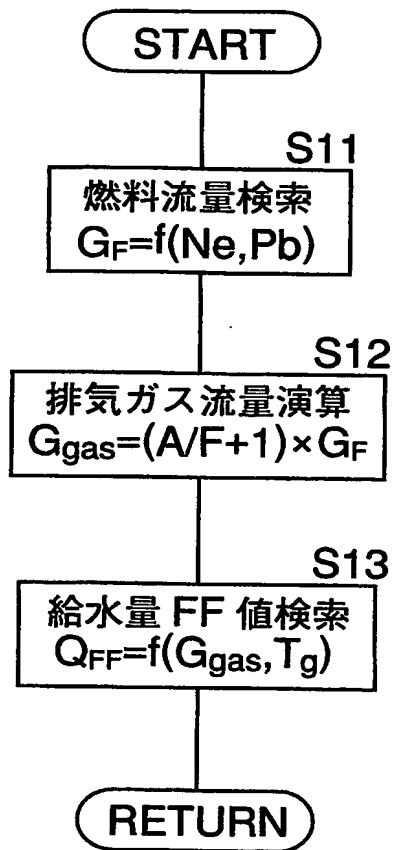 START
S11
燃料流量検索
GF=f(Ne,Pb)
S12
排気ガス流量演算
Ggas=(A/F+1)×GF
S13
給水量 FF 値検索
QFF=f(Ggas,Tg)
RETURN